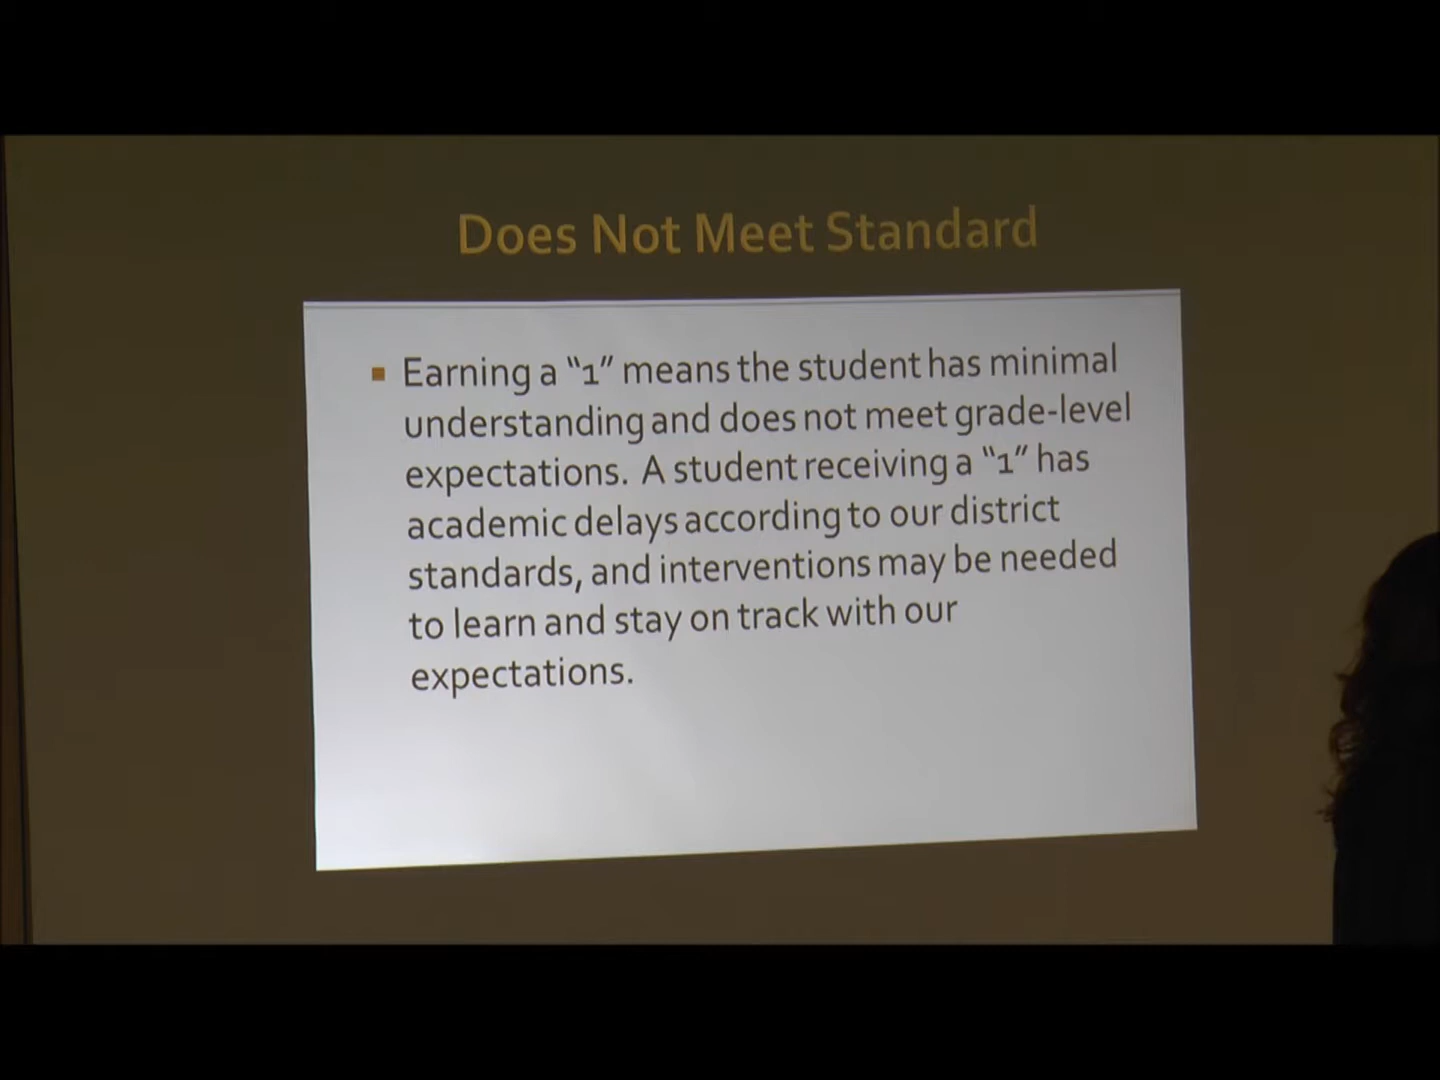 Does Not Meet Standard
▪ Earning a “1” means the student has minimal
understanding and does not meet grade-level
expectations. A student receiving a “1” has
academic delays according to our district
standards, and interventions may be needed
to learn and stay on track with our
expectations.